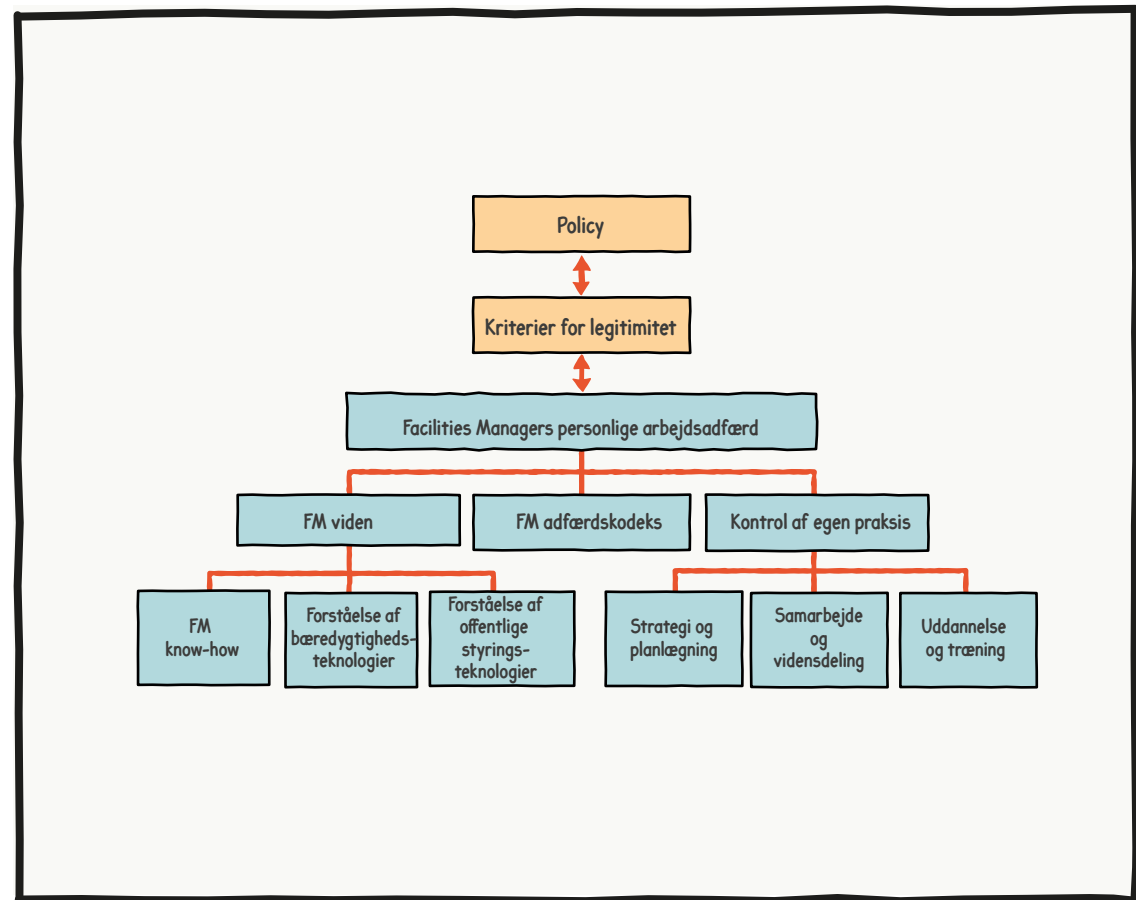 Policy
Kriterier for legitimitet
Facilities Managers personlige arbejdsadfærd
FM viden
FM adfærdskodeks
Kontrol af egen praksis
FM
know-how
Forståelse af
bæredygtigheds-
teknologier
Forståelse af
offentlige
styrings-
teknologier
Strategi og
planlægning
Samarbejde
og
vidensdeling
Uddannelse
og træning